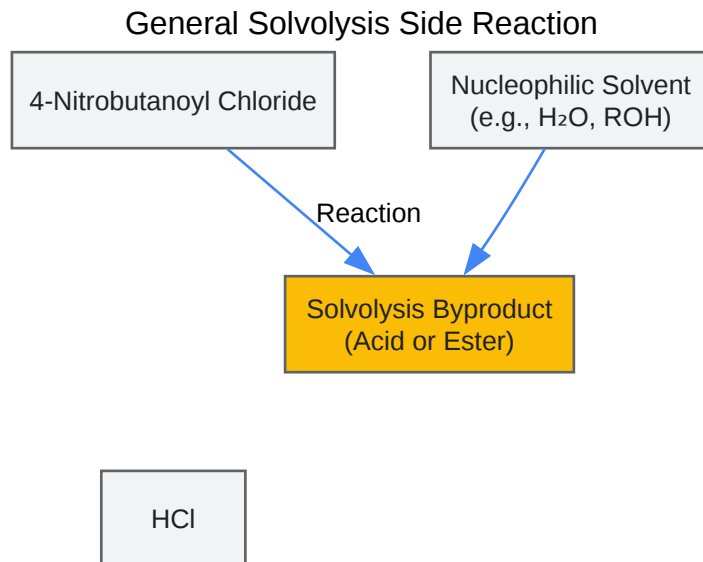 General Solvolysis Side Reaction
4-Nitrobutanoyl Chloride
Nucleophilic Solvent
(e.g., H₂O, ROH)
Reaction
Solvolysis Byproduct
(Acid or Ester)
HCl